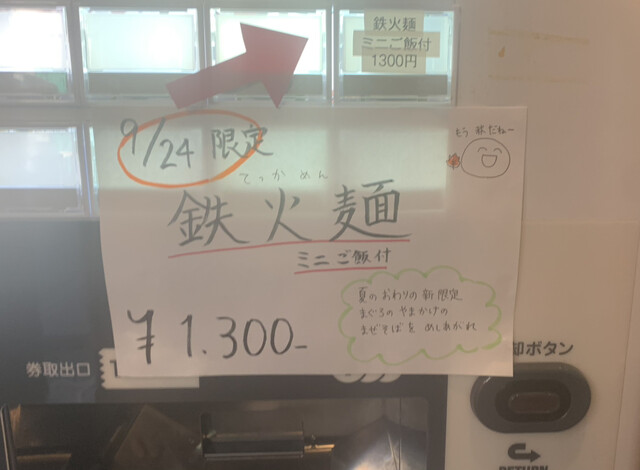 鉄火麺
ミニご飯付
1300円
9/24 限定
もう秋だねー
てっかめん
鉄火麺
ミニご飯付
¥1.300-
夏のおわりの新限定
まぐろのやまかけの
まぜそばを めしあがれ
券取出口
却ボタン
RETURN